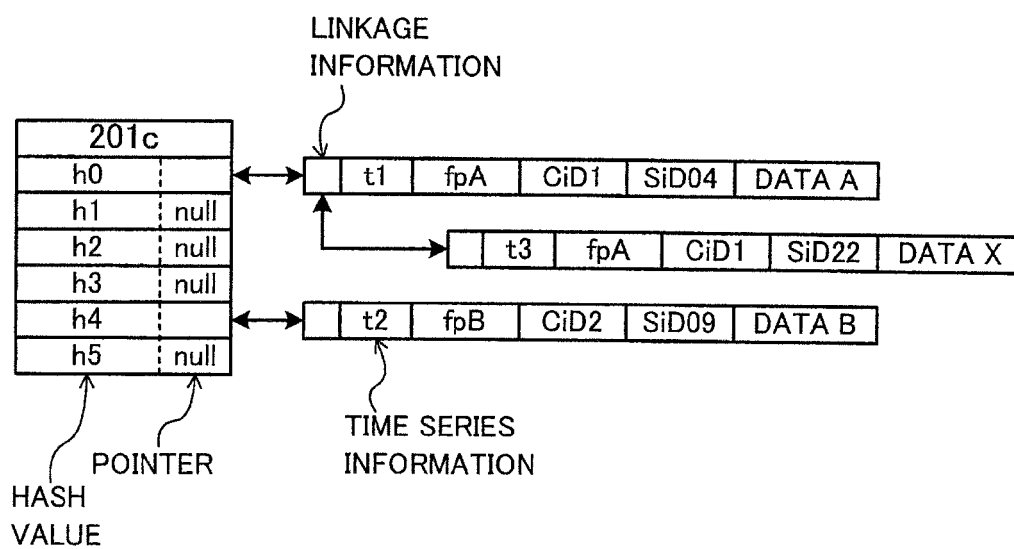 LINKAGE
INFORMATION
201c
h0
t1 fpA CiD1 SiD04 DATA A
h1 null
h2 null
t3 fpA CiD1 SiD22 DATA X
h3 null
h4
t2 fpB CiD2 SiD09 DATA B
h5 null
TIME SERIES
INFORMATION
POINTER
HASH
VALUE